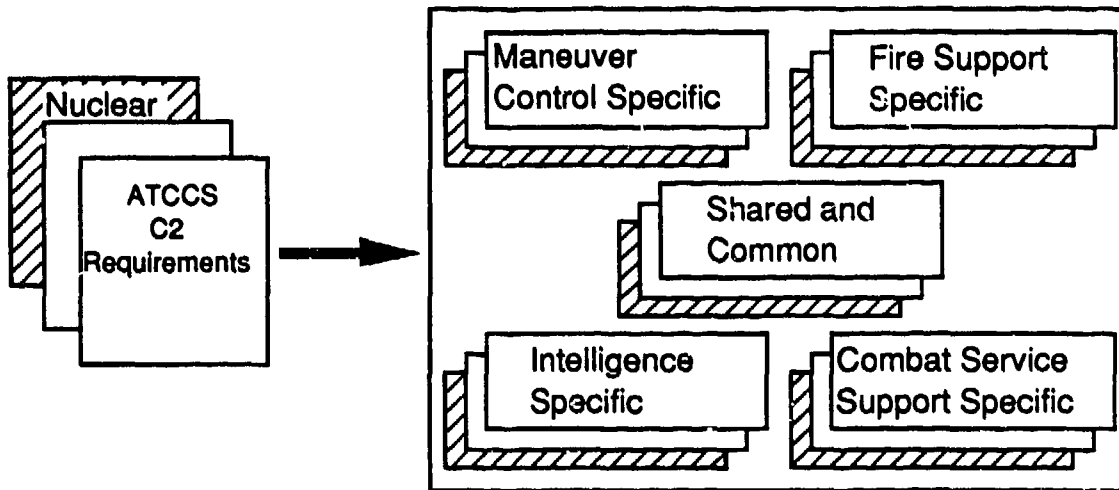 Nuclear
ATCCS
C2
Requirements
Maneuver
Control Specific
Fire Support
Specific
Shared and
Common
Intelligence
Specific
Combat Service
Support Specific